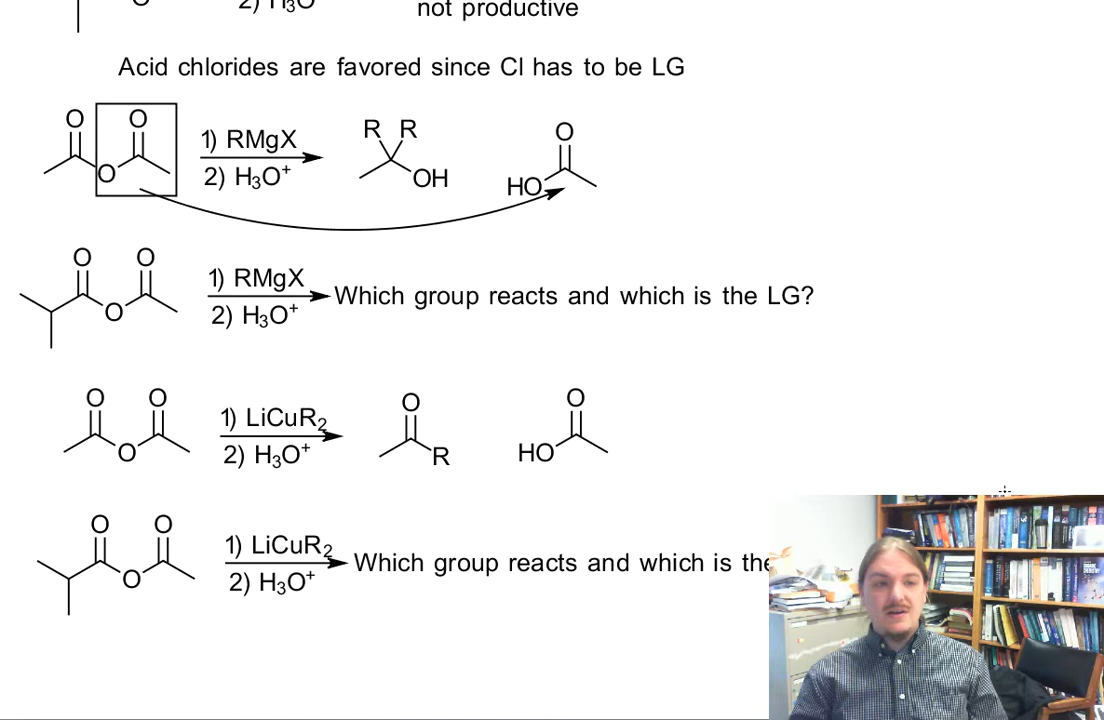 2) H₃O
not productive
Acid chlorides are favored since Cl has to be LG
O O O 1) RMgX 2) H₃O⁺ R R OH O HO
O O O 1) RMgX 2) H₃O⁺ Which group reacts and which is the LG?
O O O 1) LiCuR₂ 2) H₃O⁺ O R O HO
O O O 1) LiCuR₂ 2) H₃O⁺ Which group reacts and which is the